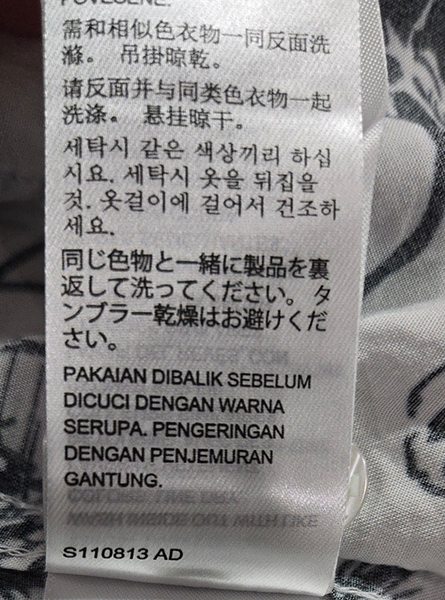 需和相似色衣物一同反面洗
滌。 吊掛晾乾。
请反面并与同类色衣物一起
洗涤。 悬挂晾干。
세탁시 같은 색상끼리 하십
시요. 세탁시 옷을 뒤집을
것. 옷걸이에 걸어서 건조하
세요.
同じ色物と一緒に製品を裏
返して洗ってください。タ
ンブラー乾燥はお避けくだ
さい。
PAKAIAN DIBALIK SEBELUM
DICUCI DENGAN WARNA
SERUPA. PENGERINGAN
DENGAN PENJEMURAN
GANTUNG.
S110813 AD